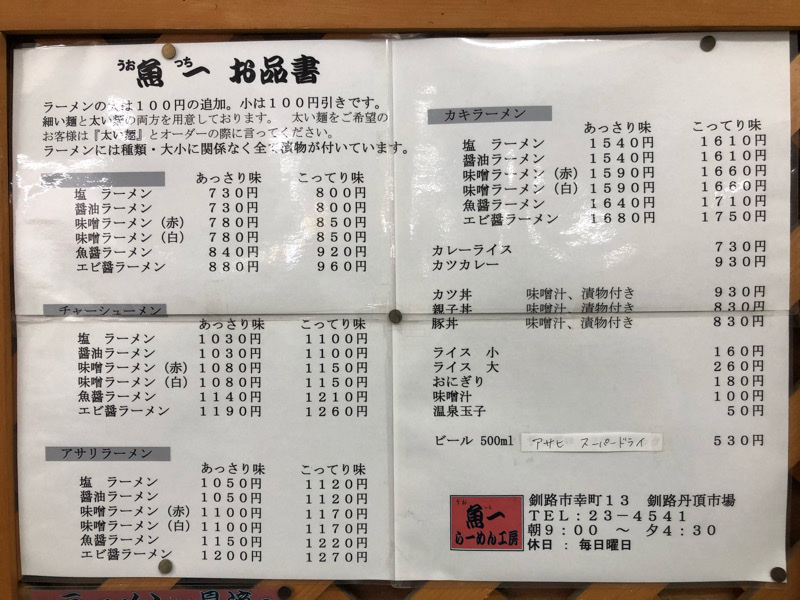 うお つち
魚一 お品書
ラーメンの大は100円の追加。小は100円引きです。
細い麺と太い麺の両方を用意しております。 太い麺をご希望の
お客様は『太い麺』とオーダーの際に言ってください。
ラーメンには種類・大小に関係なく全て漬物が付いています。
あっさり味 こってり味
塩 ラーメン 730円 800円
醤油ラーメン 730円 800円
味噌ラーメン(赤) 780円 850円
味噌ラーメン(白) 780円 850円
魚醤ラーメン 840円 920円
エビ醤ラーメン 880円 960円
チャーシューメン
あっさり味 こってり味
塩 ラーメン 1030円 1100円
醤油ラーメン 1030円 1100円
味噌ラーメン(赤) 1080円 1150円
味噌ラーメン(白) 1080円 1150円
魚醤ラーメン 1140円 1210円
エビ醤ラーメン 1190円 1260円
アサリラーメン
あっさり味 こってり味
塩 ラーメン 1050円 1120円
醤油ラーメン 1050円 1120円
味噌ラーメン(赤) 1100円 1170円
味噌ラーメン(白) 1100円 1170円
魚醤ラーメン 1150円 1220円
エビ醤ラーメン 1200円 1270円
カキラーメン
あっさり味 こってり味
塩 ラーメン 1540円 1610円
醤油ラーメン 1540円 1610円
味噌ラーメン(赤) 1590円 1660円
味噌ラーメン(白) 1590円 1660円
魚醤ラーメン 1640円 1710円
エビ醤ラーメン 1680円 1750円
カレーライス 730円
カツカレー 930円
カツ丼 味噌汁、漬物付き 930円
親子丼 味噌汁、漬物付き 830円
豚丼 味噌汁、漬物付き 830円
ライス 小 160円
ライス 大 260円
おにぎり 180円
味噌汁 100円
温泉玉子 50円
ビール 500ml アサヒ スーパードライ 530円
魚一
らーめん工房
釧路市幸町13 釧路丹頂市場
TEL:23-4541
朝9:00 ~ 夕4:30
休日 : 毎日曜日